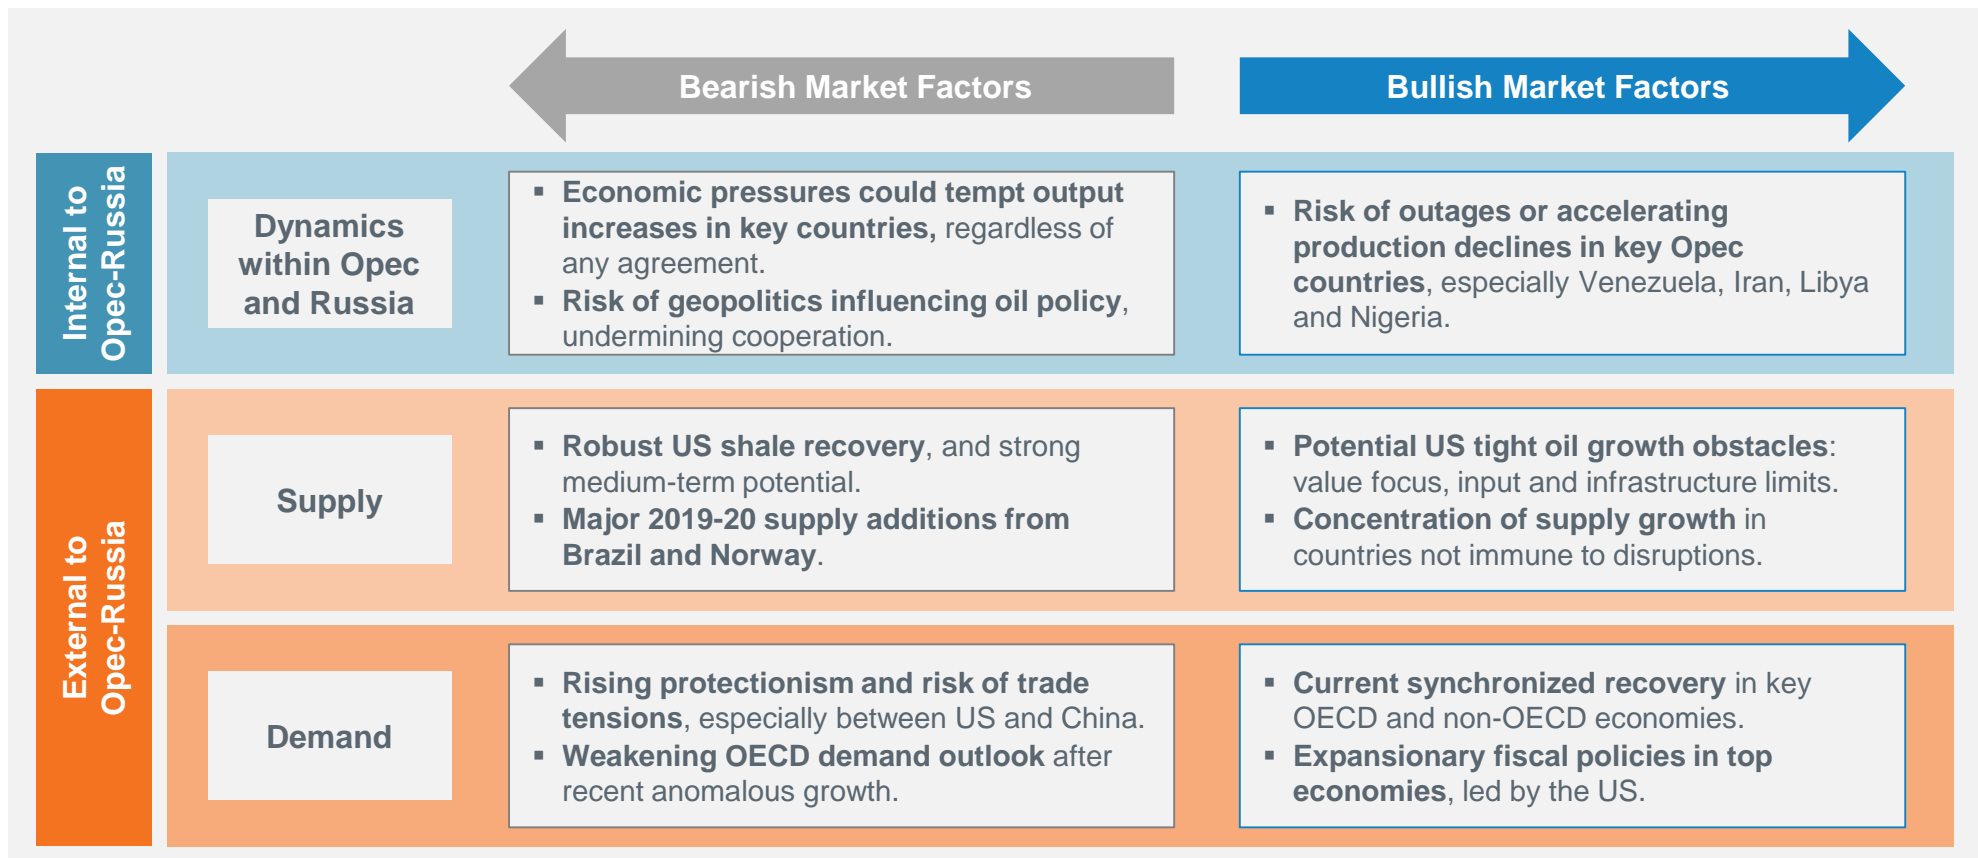 Bearish Market Factors
Bullish Market Factors
Internal to
Opec-Russia
Dynamics
within Opec
and Russia
▪ Economic pressures could tempt output
increases in key countries, regardless of
any agreement.
▪ Risk of geopolitics influencing oil policy,
undermining cooperation.
▪ Risk of outages or accelerating
production declines in key Opec
countries, especially Venezuela, Iran, Libya
and Nigeria.
External to
Opec-Russia
Supply
▪ Robust US shale recovery, and strong
medium-term potential.
▪ Major 2019-20 supply additions from
Brazil and Norway.
▪ Potential US tight oil growth obstacles:
value focus, input and infrastructure limits.
▪ Concentration of supply growth in
countries not immune to disruptions.
Demand
▪ Rising protectionism and risk of trade
tensions, especially between US and China.
▪ Weakening OECD demand outlook after
recent anomalous growth.
▪ Current synchronized recovery in key
OECD and non-OECD economies.
▪ Expansionary fiscal policies in top
economies, led by the US.